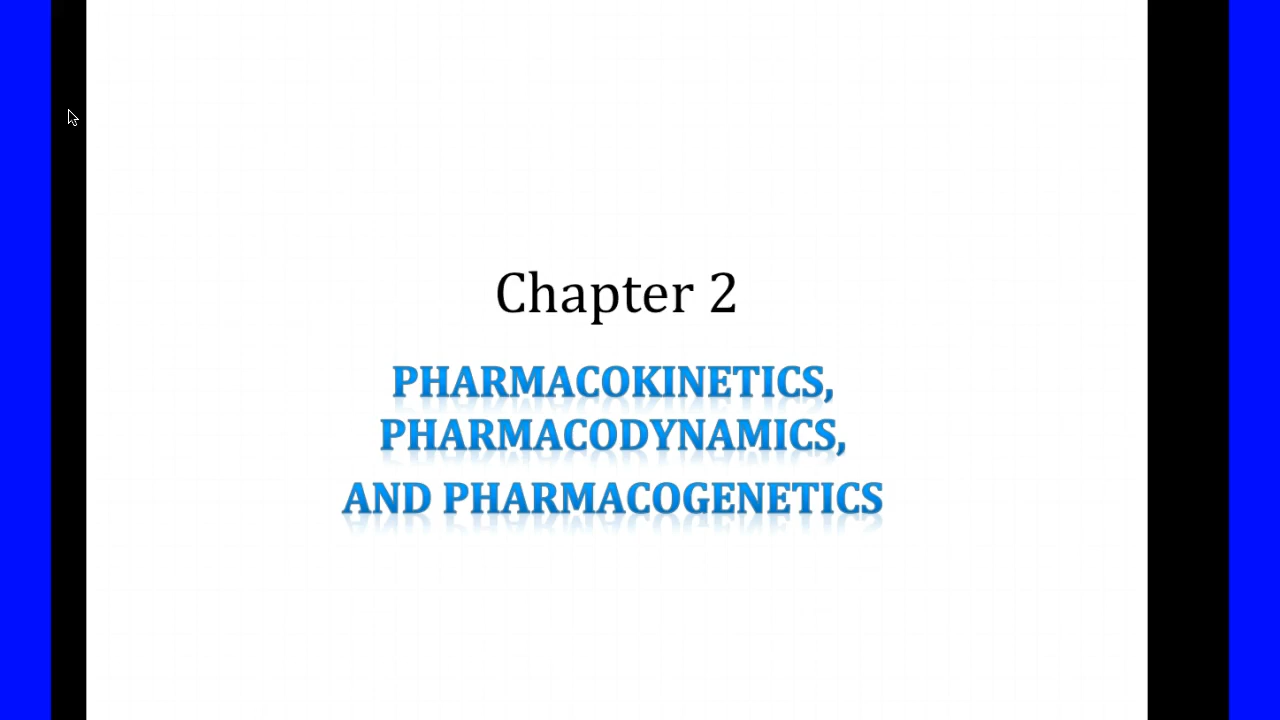 Chapter 2
PHARMACOKINETICS,
PHARMACODYNAMICS,
AND PHARMACOGENETICS